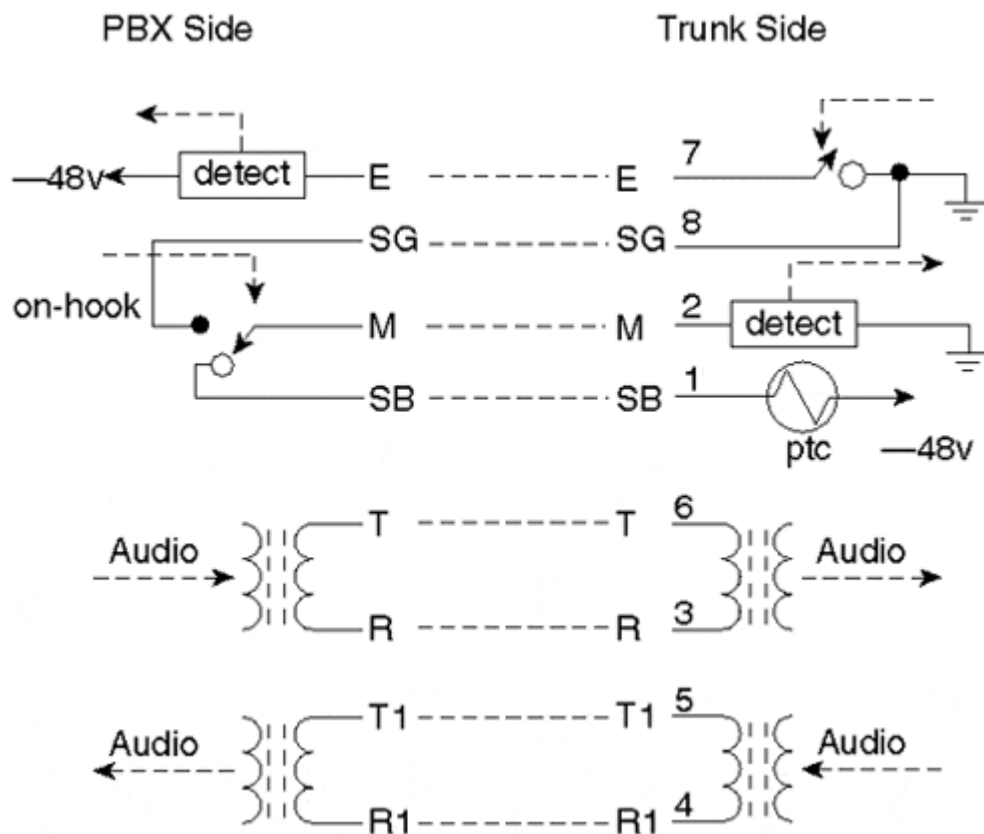 PBX Side Trunk Side
—48v detect E E 7
SG SG 8
on-hook M M 2 detect
SB SB 1
ptc —48v
T T 6
Audio Audio
R R 3
T1 T1 5
Audio Audio
R1 R1 4